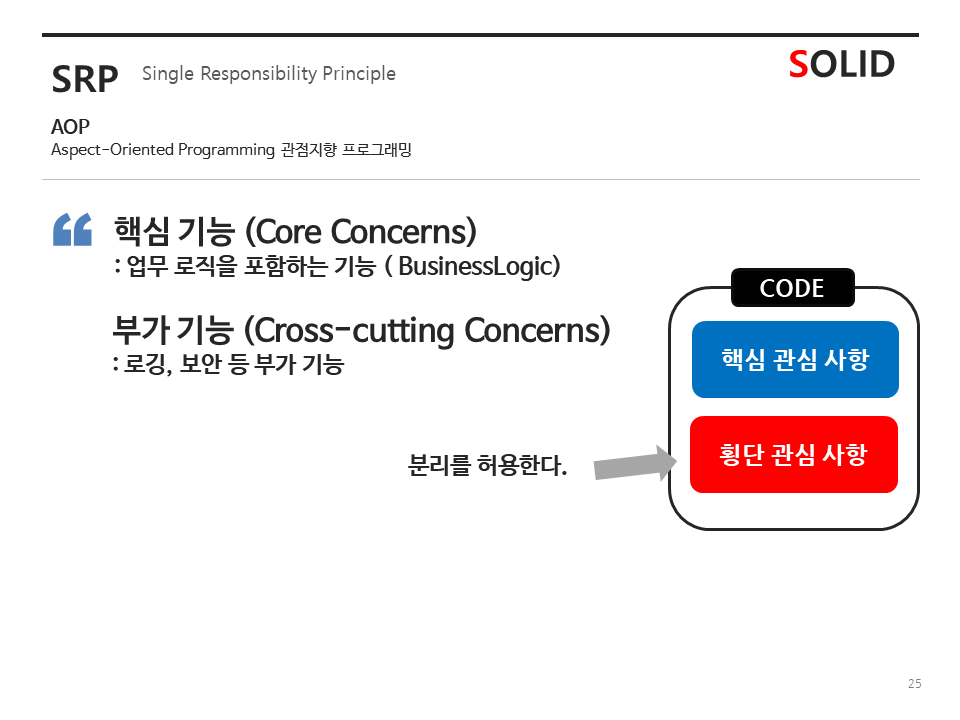 SRP Single Responsibility Principle
SOLID
AOP
Aspect-Oriented Programming 관점지향 프로그래밍
“ 핵심 기능 (Core Concerns)
: 업무 로직을 포함하는 기능 ( BusinessLogic)
부가 기능 (Cross-cutting Concerns)
: 로깅, 보안 등 부가 기능
CODE
핵심 관심 사항
횡단 관심 사항
분리를 허용한다.
25